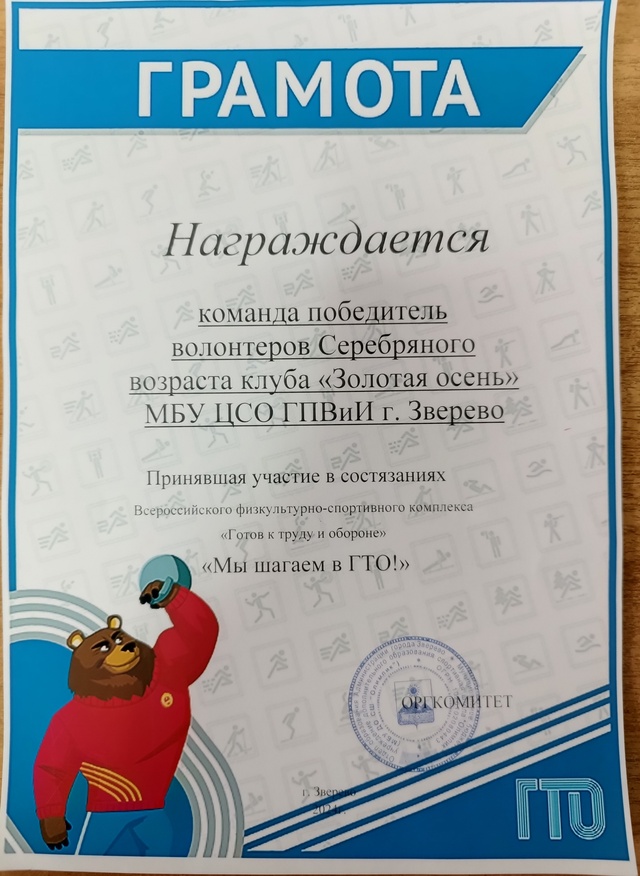 ГРАМОТА
Награждается
команда победитель
волонтеров Серебряного
возраста клуба «Золотая осень»
МБУ ЦСО ГПВиИ г. Зверево
Принявшая участие в состязаниях
Всероссийского физкультурно-спортивного комплекса
«Готов к труду и обороне»
«Мы шагаем в ГТО!»
ОРГКОМИТЕТ
г. Зверево
ГТО